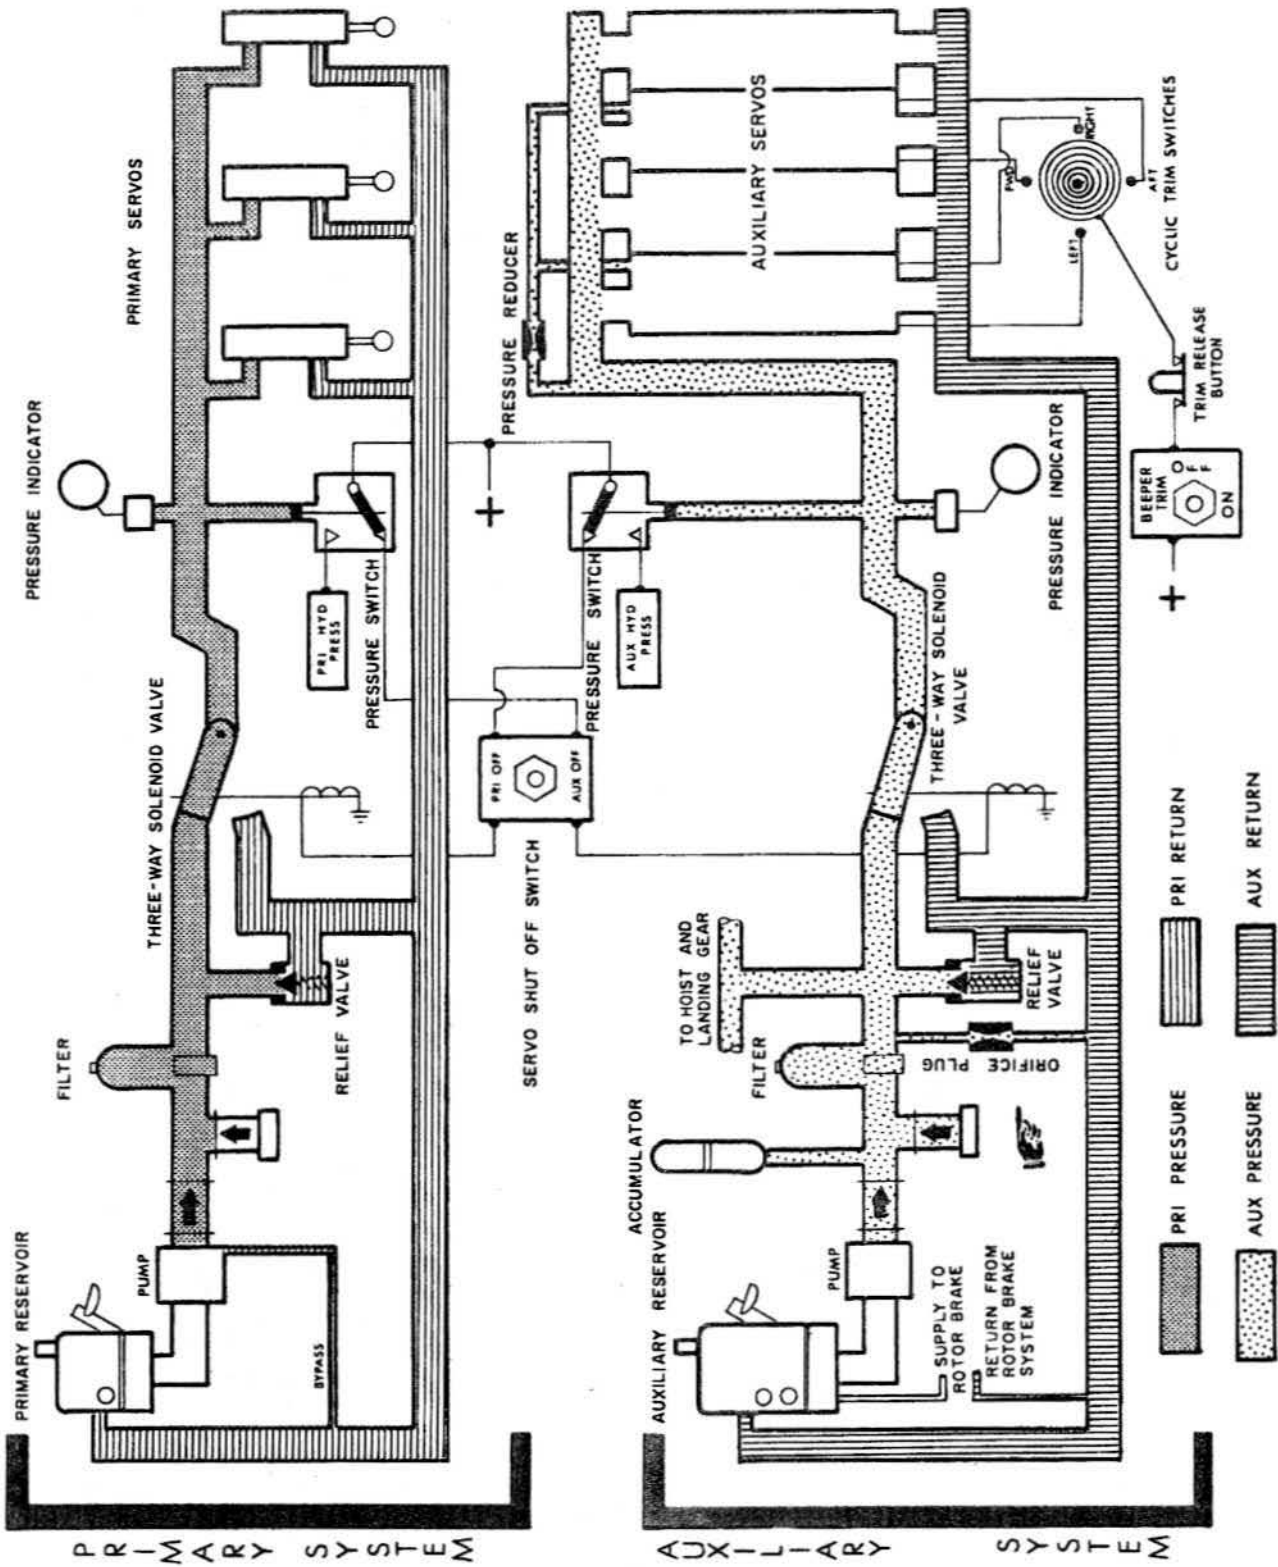 PRIMARY SYSTEM
PRIMARY RESERVOIR
PUMP
BYPASS
FILTER
RELIEF VALVE
THREE-WAY SOLENOID VALVE
PRESSURE INDICATOR
PRI HYD
PRESS
PRESSURE SWITCH
PRIMARY SERVOS
SERVO SHUT OFF SWITCH
PRI OFF
AUX OFF
+
AUXILIARY SYSTEM
AUXILIARY RESERVOIR
SUPPLY TO
ROTOR BRAKE
RETURN FROM
ROTOR BRAKE
SYSTEM
PUMP
ACCUMULATOR
FILTER
TO HOIST AND
LANDING GEAR
ORIFICE PLUG
RELIEF
VALVE
THREE-WAY SOLENOID
VALVE
PRESSURE SWITCH
AUX HYD
PRESS
PRESSURE INDICATOR
PRESSURE REDUCER
AUXILIARY SERVOS
FWD
RIGHT
LEFT
AFT
CYCLIC TRIM SWITCHES
TRIM RELEASE
BUTTON
BEEPER
TRIM
OFF
ON
+
PRI PRESSURE
PRI RETURN
AUX PRESSURE
AUX RETURN